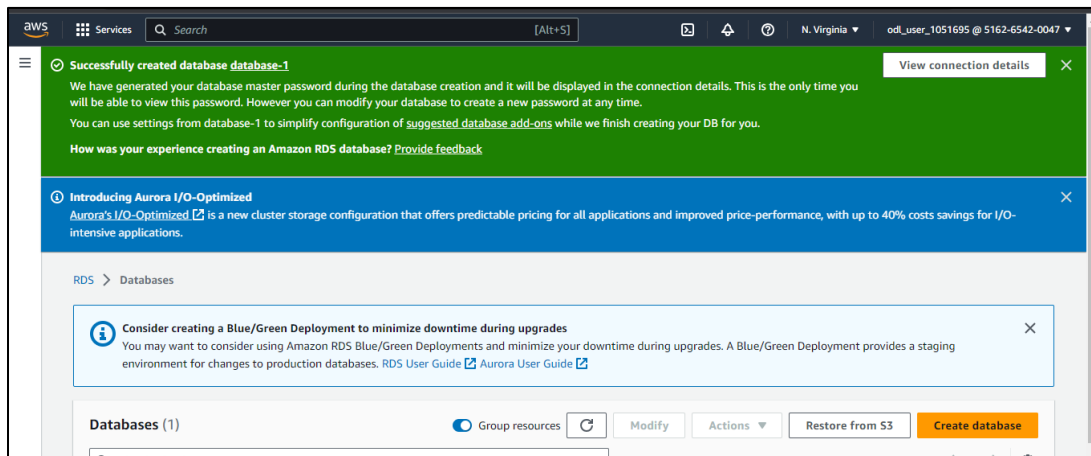 aws Services Search [Alt+S] N. Virginia ▼ odl_user_1051695 @ 5162-6542-0047 ▼
Successfully created database database-1 View connection details
We have generated your database master password during the database creation and it will be displayed in the connection details. This is the only time you
will be able to view this password. However you can modify your database to create a new password at any time.
You can use settings from database-1 to simplify configuration of suggested database add-ons while we finish creating your DB for you.
How was your experience creating an Amazon RDS database? Provide feedback
Introducing Aurora I/O-Optimized
Aurora's I/O-Optimized is a new cluster storage configuration that offers predictable pricing for all applications and improved price-performance, with up to 40% costs savings for I/O-
intensive applications.
RDS > Databases
Consider creating a Blue/Green Deployment to minimize downtime during upgrades
You may want to consider using Amazon RDS Blue/Green Deployments and minimize your downtime during upgrades. A Blue/Green Deployment provides a staging
environment for changes to production databases. RDS User Guide Aurora User Guide
Databases (1) Group resources Modify Actions ▼ Restore from S3 Create database